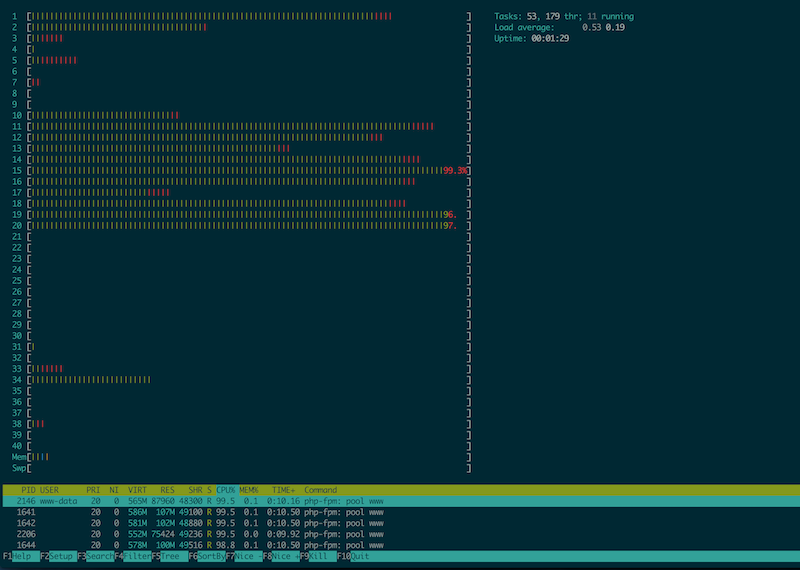 1 [ ] Tasks: 53, 179 thr; 11 running
2 [ ] Load average: 0.53 0.19
3 [ ] Uptime: 00:01:29
4 [ ]
5 [ ]
6 [ ]
7 [ ]
8 [ ]
9 [ ]
10 [ ]
11 [ ]
12 [ ]
13 [ ]
14 [ ]
15 [99.3%]
16 [ ]
17 [ ]
18 [ ]
19 [96. ]
20 [97. ]
21 [ ]
22 [ ]
23 [ ]
24 [ ]
25 [ ]
26 [ ]
27 [ ]
28 [ ]
29 [ ]
30 [ ]
31 [ ]
32 [ ]
33 [ ]
34 [ ]
35 [ ]
36 [ ]
37 [ ]
38 [ ]
39 [ ]
40 [ ]
Mem[ ]
Swp[ ]
PID USER PRI NI VIRT RES SHR S CPU% MEM% TIME+ Command
2146 www-data 20 0 565M 87960 48300 R 99.5 0.1 0:10.16 php-fpm: pool www
1641 20 0 586M 107M 49100 R 99.5 0.1 0:10.50 php-fpm: pool www
1642 20 0 581M 102M 48880 R 99.5 0.1 0:10.50 php-fpm: pool www
2206 20 0 552M 75424 49236 R 99.5 0.0 0:09.92 php-fpm: pool www
1644 20 0 578M 100M 49516 R 98.8 0.1 0:10.50 php-fpm: pool www
F1Help F2Setup F3SearchF4FilterF5Tree F6SortByF7Nice -F8Nice +F9Kill F10Quit